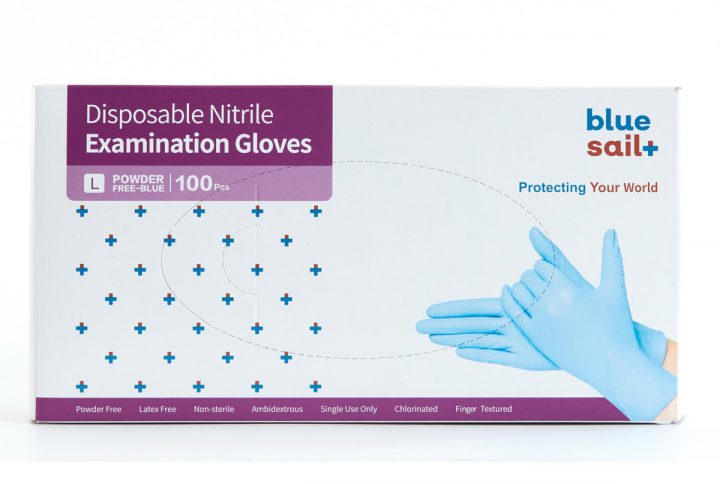 Disposable Nitrile
Examination Gloves
L POWDER FREE-BLUE 100 Pcs
blue
sail+
Protecting Your World
Powder Free Latex Free Non-sterile Ambidextrous Single Use Only Chlorinated Finger Textured